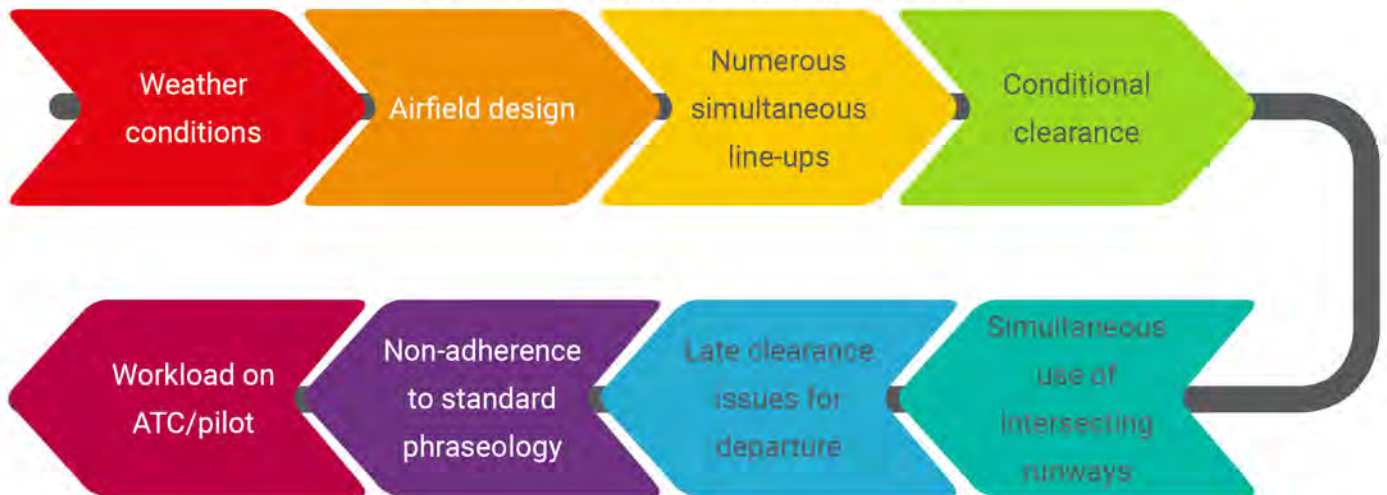 Weather
conditions
Airfield design
Numerous
simultaneous
line-ups
Conditional
clearance
Simultaneous
use of
intersecting
runways
Late clearance
issues for
departure
Non-adherence
to standard
phraseology
Workload on
ATC/pilot